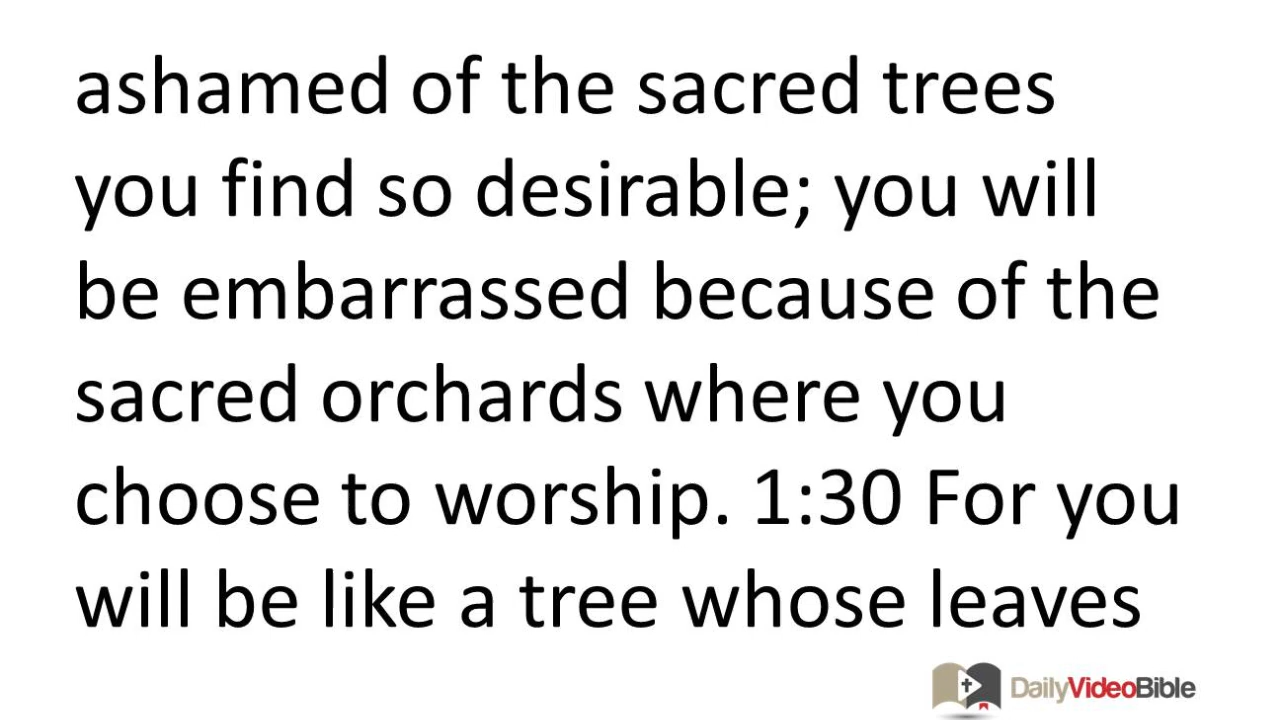 ashamed of the sacred trees
you find so desirable; you will
be embarrassed because of the
sacred orchards where you
choose to worship. 1:30 For you
will be like a tree whose leaves
DailyVideoBible